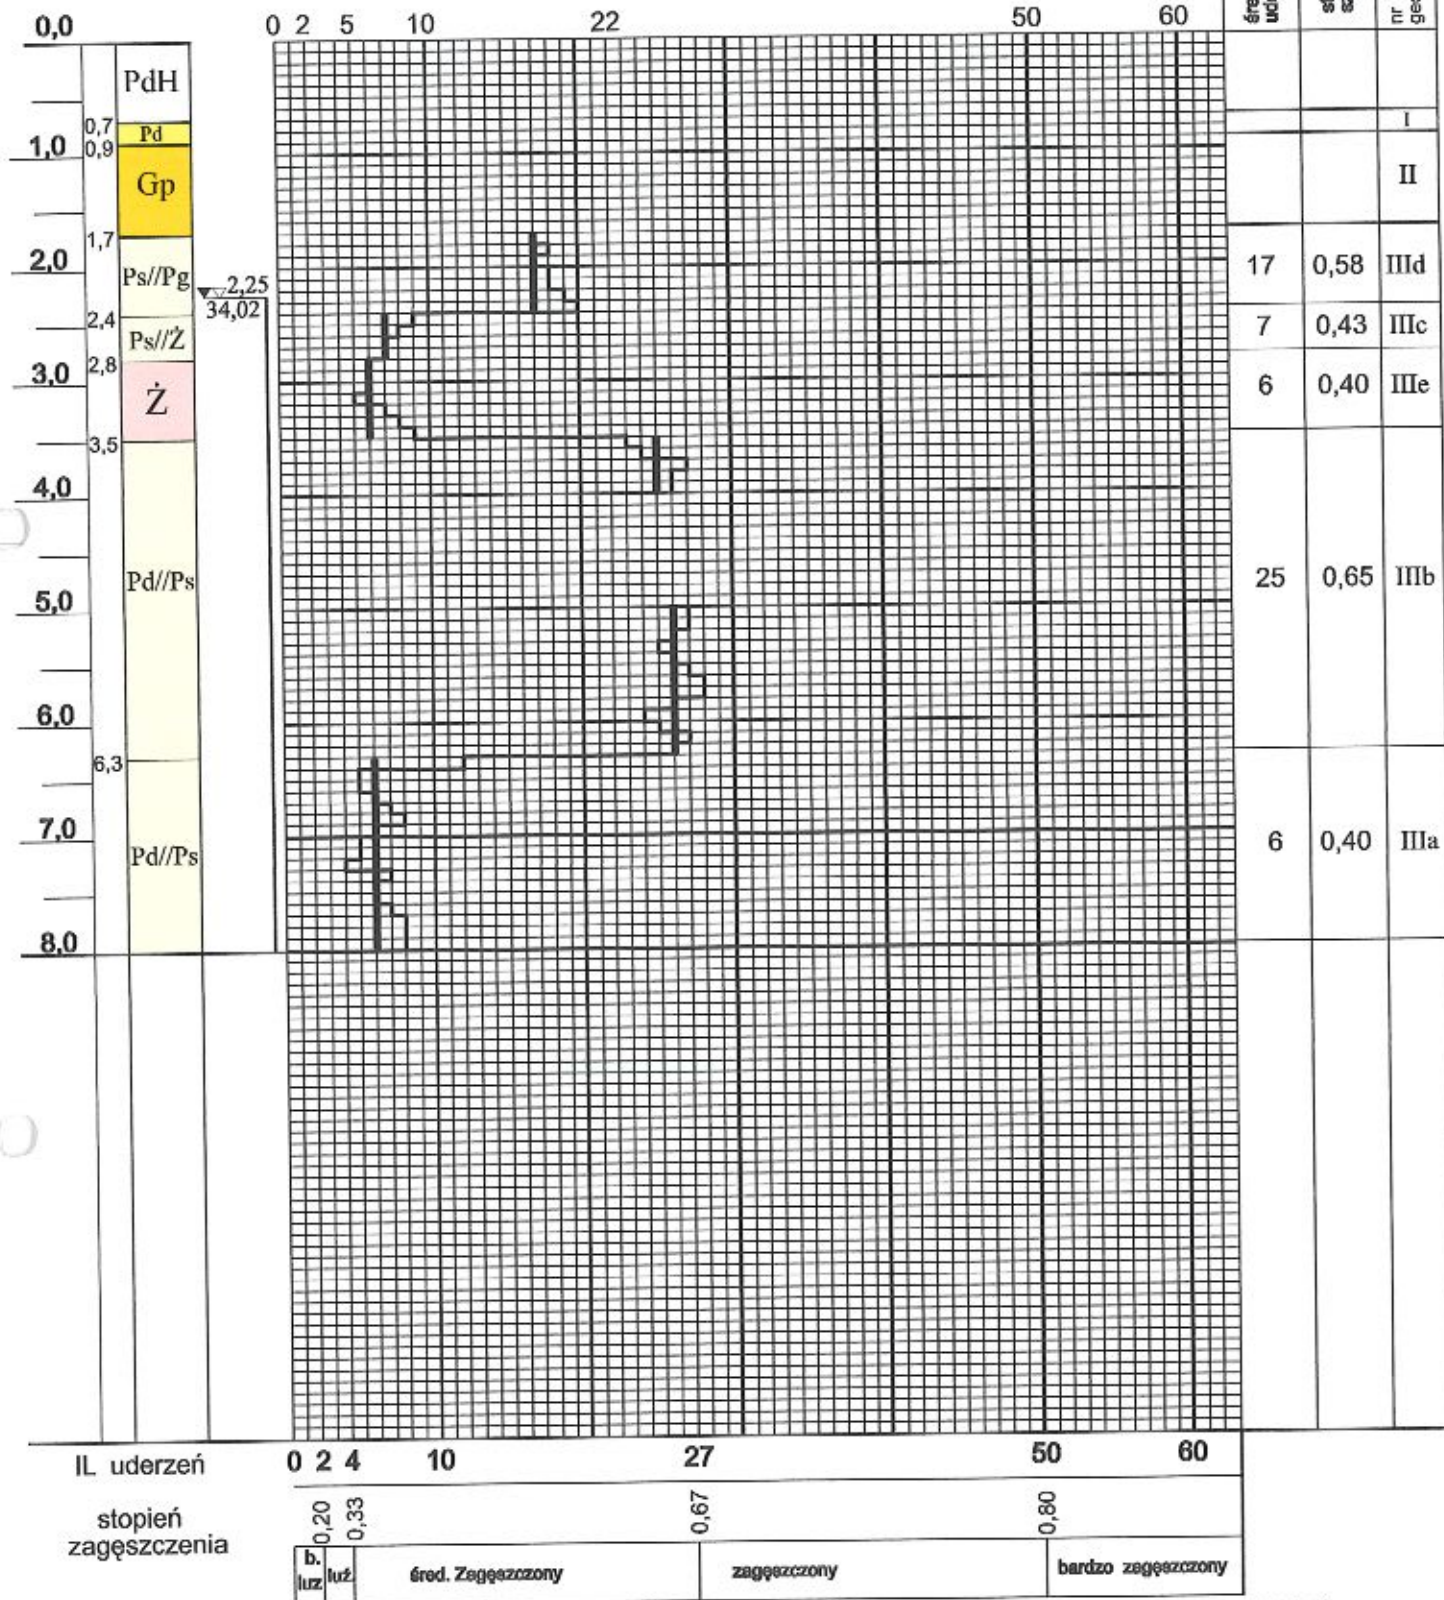 0,0 0 2 5 10 22 50 60
PdH
0,7 Pd I
1,0 0,9
Gp II
1,7
2,0 Ps//Pg 2,25 17 0,58 IIId
34,02
2,4 Ps//Ż 7 0,43 IIIc
2,8
3,0 Ż 6 0,40 IIIe
3,5
4,0
Pd//Ps 25 0,65 IIIb
5,0
6,0
6,3
7,0
Pd//Ps 6 0,40 IIIa
8,0
IL uderzeń 0 2 4 10 27 50 60
stopień 0,20 0,33 0,67 0,80
zagęszczenia
b. luz luź. śred. Zagęszczony zagęszczony bardzo zagęszczony